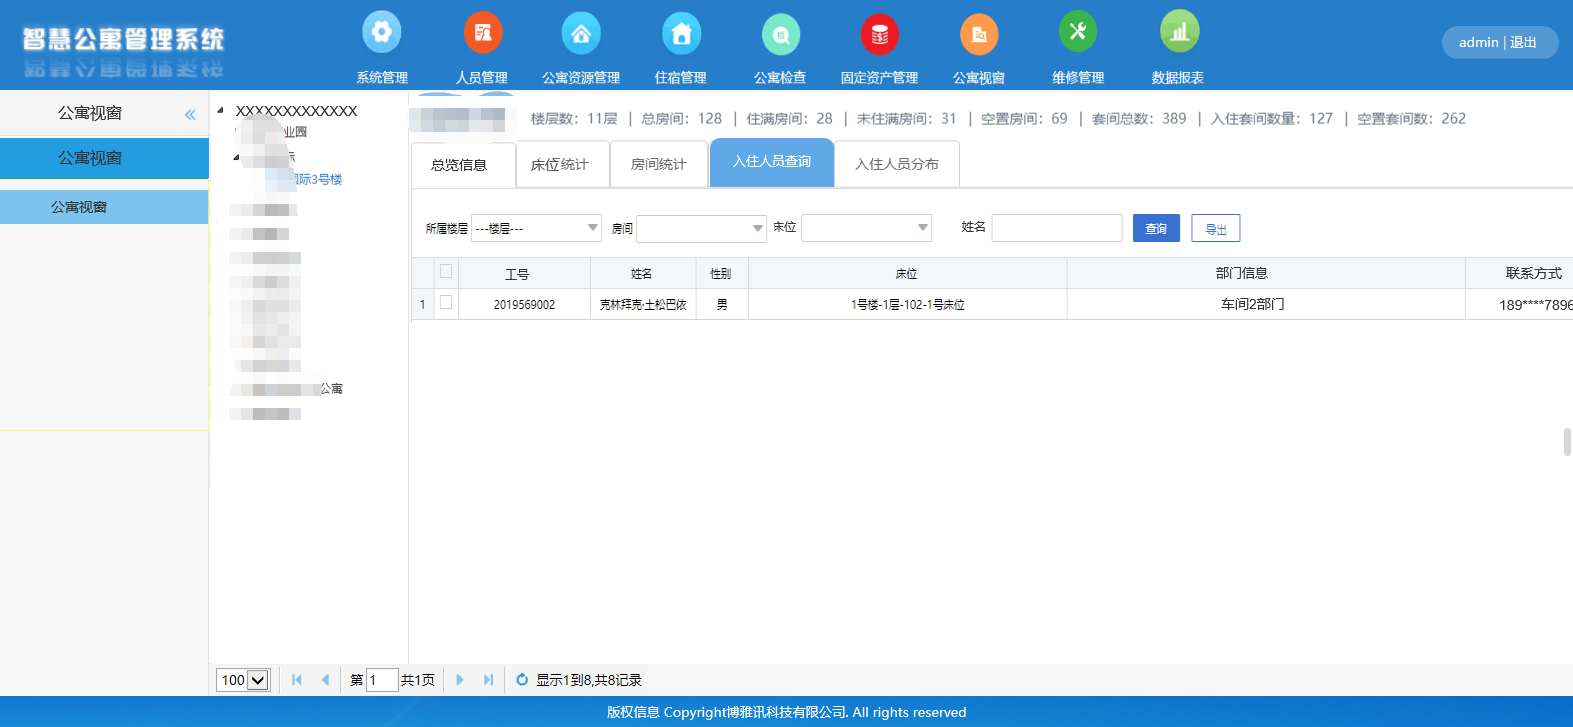 智慧公寓管理系统
系统管理 人员管理 公寓资源管理 住宿管理 公寓检查 固定资产管理 公寓视窗 维修管理 数据报表
admin | 退出
公寓视窗
公寓视窗
公寓视窗
XXXXXXXXXXXXX
业园
际
国际3号楼
公寓
楼层数：11层 | 总房间：128 | 住满房间：28 | 未住满房间：31 | 空置房间：69 | 套间总数：389 | 入住套间数量：127 | 空置套间数：262
总览信息 床位统计 房间统计 入住人员查询 入住人员分布
所属楼层 ---楼层--- 房间 床位 姓名 查询 导出
工号 姓名 性别 床位 部门信息 联系方式
1 2019569002 克林拜克·土松巴依 男 1号楼-1层-102-1号床位 车间2部门 189****7896
100 第 1 共1页 显示1到8,共8记录
版权信息 Copyright博雅讯科技有限公司. All rights reserved